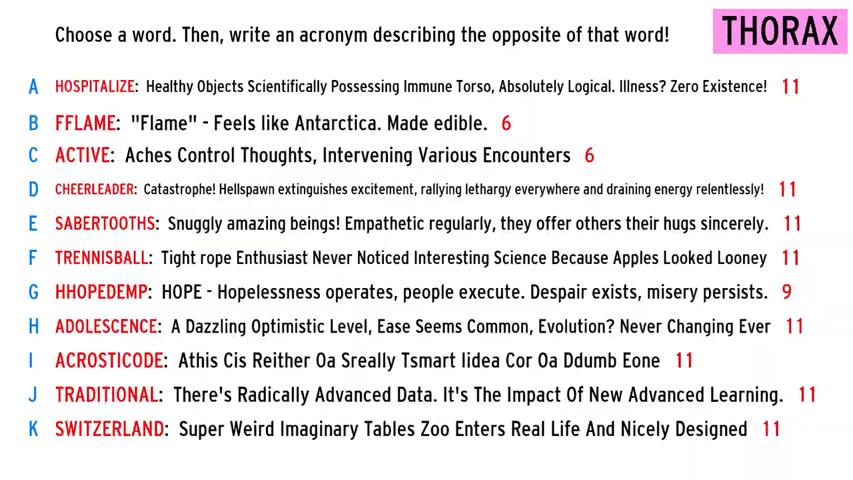 Choose a word. Then, write an acronym describing the opposite of that word!
THORAX
A HOSPITALIZE: Healthy Objects Scientifically Possessing Immune Torso, Absolutely Logical. Illness? Zero Existence! 11
B FFLAME: "Flame" - Feels like Antarctica. Made edible. 6
C ACTIVE: Aches Control Thoughts, Intervening Various Encounters 6
D CHEERLEADER: Catastrophe! Hellspawn extinguishes excitement, rallying lethargy everywhere and draining energy relentlessly! 11
E SABERTOOTHS: Snuggly amazing beings! Empathetic regularly, they offer others their hugs sincerely. 11
F TRENNISBALL: Tight rope Enthusiast Never Noticed Interesting Science Because Apples Looked Looney 11
G HHOPEDEMP: HOPE - Hopelessness operates, people execute. Despair exists, misery persists. 9
H ADOLESCENCE: A Dazzling Optimistic Level, Ease Seems Common, Evolution? Never Changing Ever 11
I ACROSTICODE: Athis Cis Reither Oa Sreally Tsmart Iidea Cor Oa Ddumb Eone 11
J TRADITIONAL: There's Radically Advanced Data. It's The Impact Of New Advanced Learning. 11
K SWITZERLAND: Super Weird Imaginary Tables Zoo Enters Real Life And Nicely Designed 11